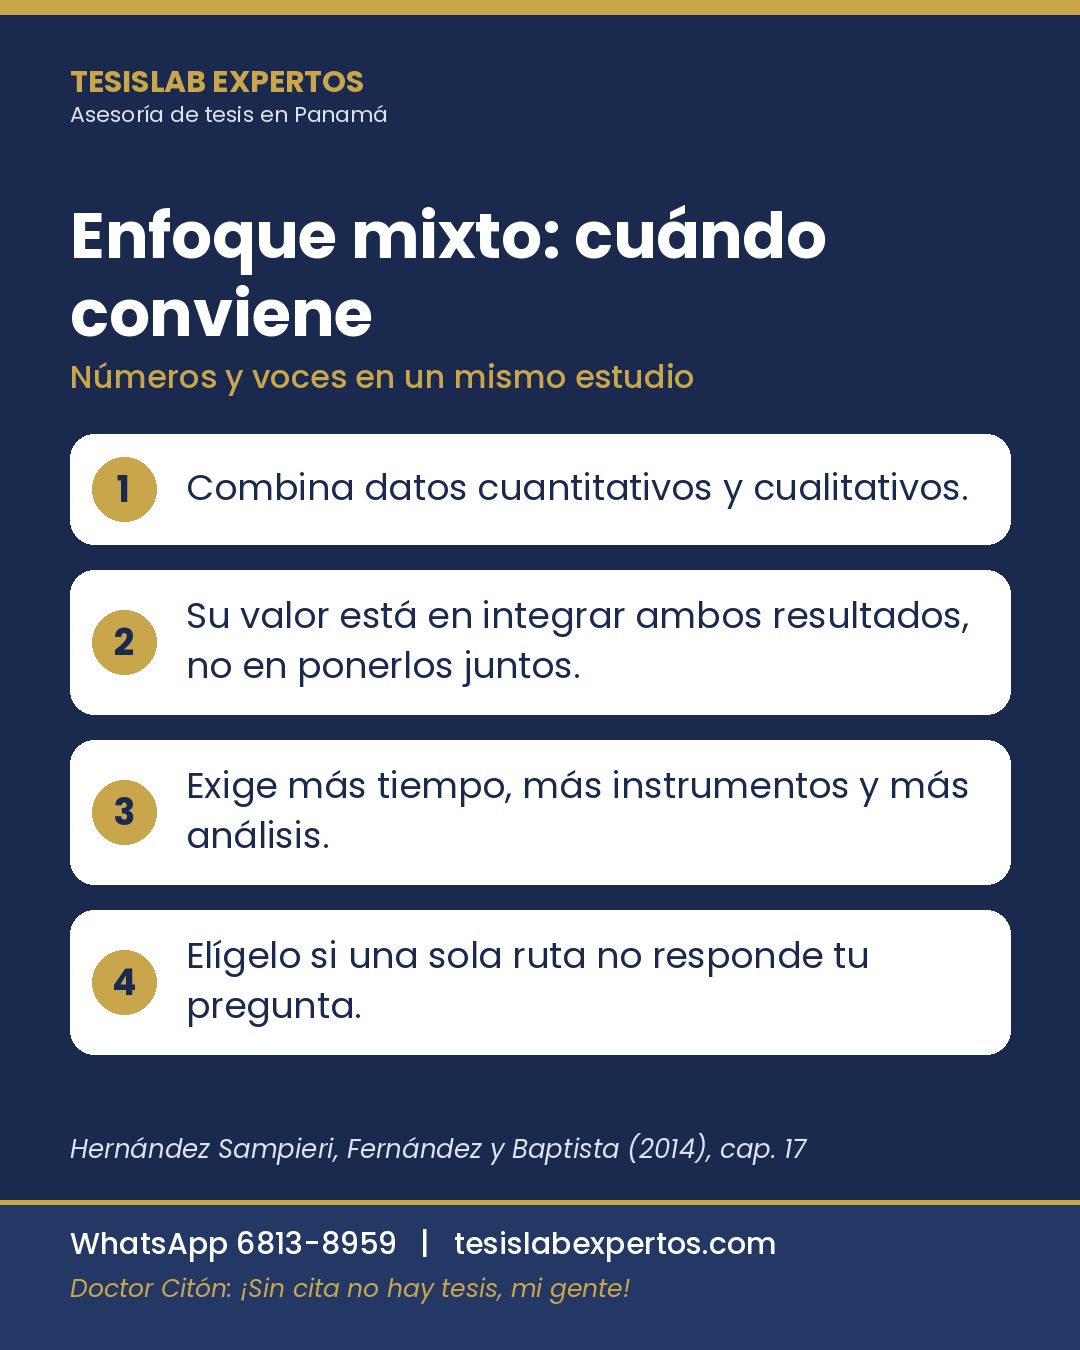 TESISLAB EXPERTOS
Asesoría de tesis en Panamá
Enfoque mixto: cuándo
conviene
Números y voces en un mismo estudio
1 Combina datos cuantitativos y cualitativos.
2 Su valor está en integrar ambos resultados,
no en ponerlos juntos.
3 Exige más tiempo, más instrumentos y más
análisis.
4 Elígelo si una sola ruta no responde tu
pregunta.
Hernández Sampieri, Fernández y Baptista (2014), cap. 17
WhatsApp 6813-8959 | tesislabexpertos.com
Doctor Citón: ¡Sin cita no hay tesis, mi gente!